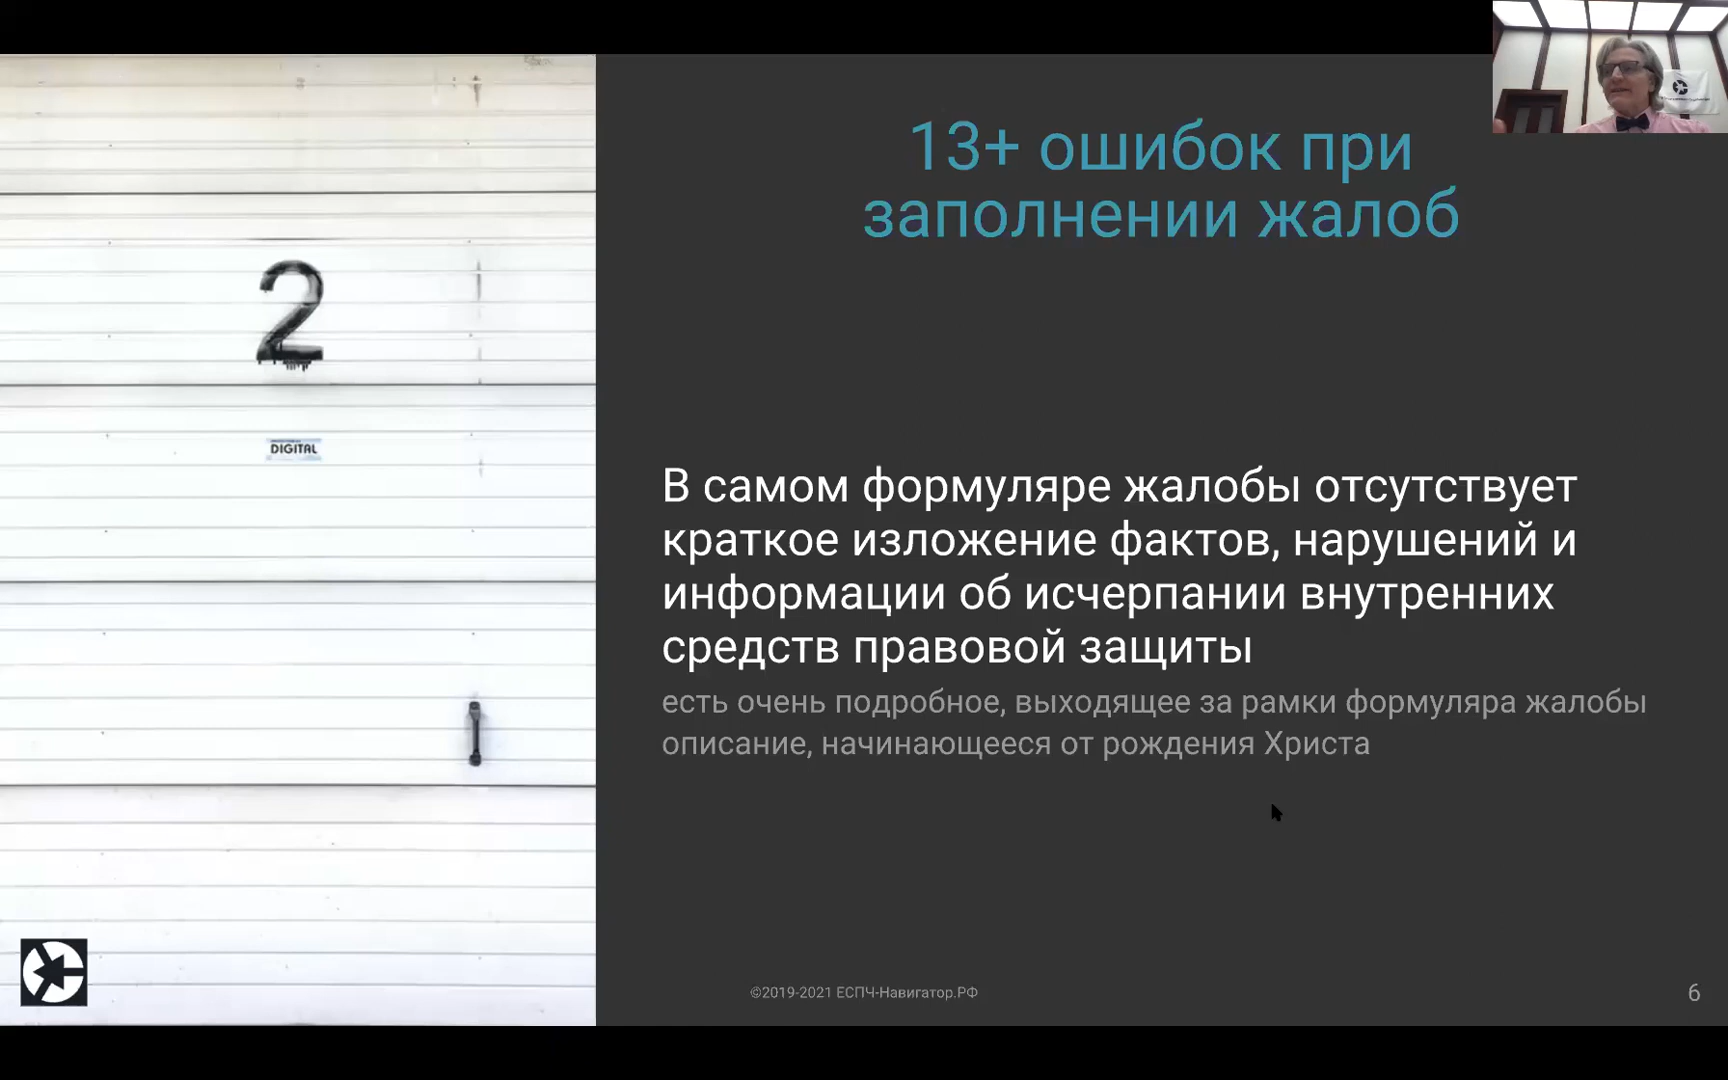 13+ ошибок при
заполнении жалоб
2
DIGITAL
В самом формуляре жалобы отсутствует
краткое изложение фактов, нарушений и
информации об исчерпании внутренних
средств правовой защиты
есть очень подробное, выходящее за рамки формуляра жалобы
описание, начинающееся от рождения Христа
©2019-2021 ЕСПЧ-Навигатор.РФ
6